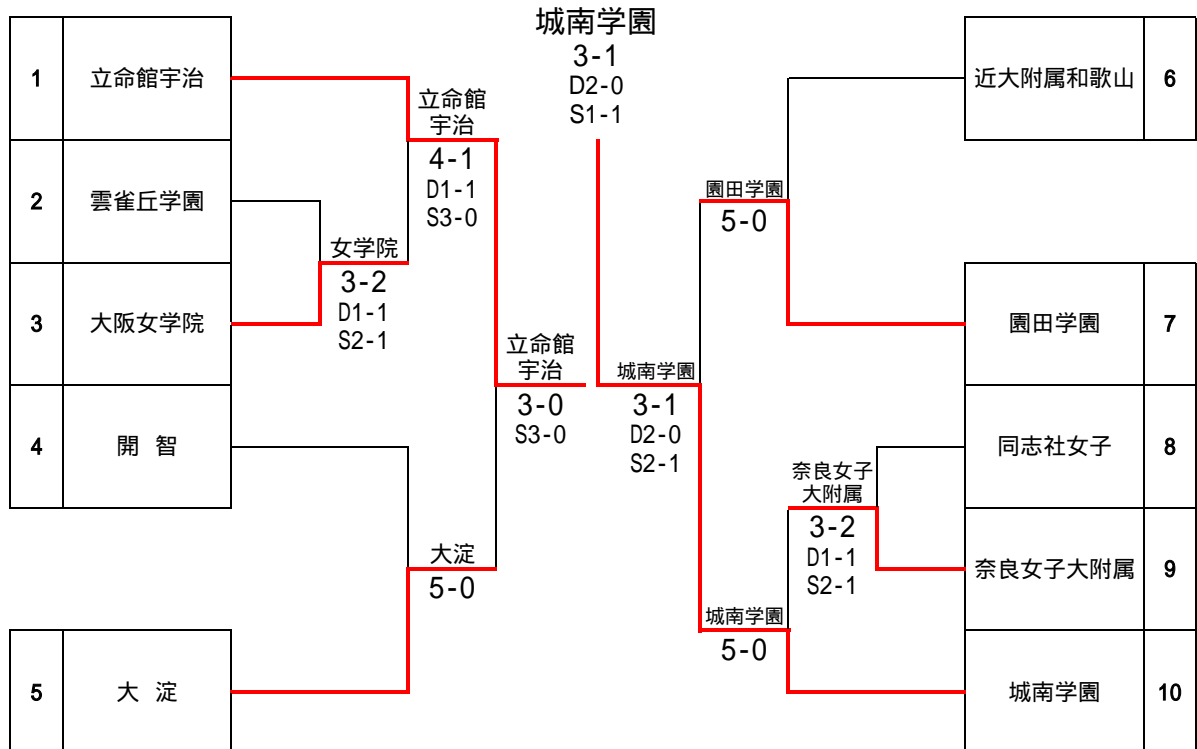 城南学園
3-1
D2-0
S1-1
1 立命館宇治
2 雲雀丘学園
3 大阪女学院
4 開 智
5 大 淀
立命館
宇治
4-1
D1-1
S3-0
女学院
3-2
D1-1
S2-1
立命館
宇治
3-0
S3-0
大淀
5-0
城南学園
3-1
D2-0
S2-1
園田学園
5-0
奈良女子
大附属
3-2
D1-1
S2-1
城南学園
5-0
近大附属和歌山 6
園田学園 7
同志社女子 8
奈良女子大附属 9
城南学園 10